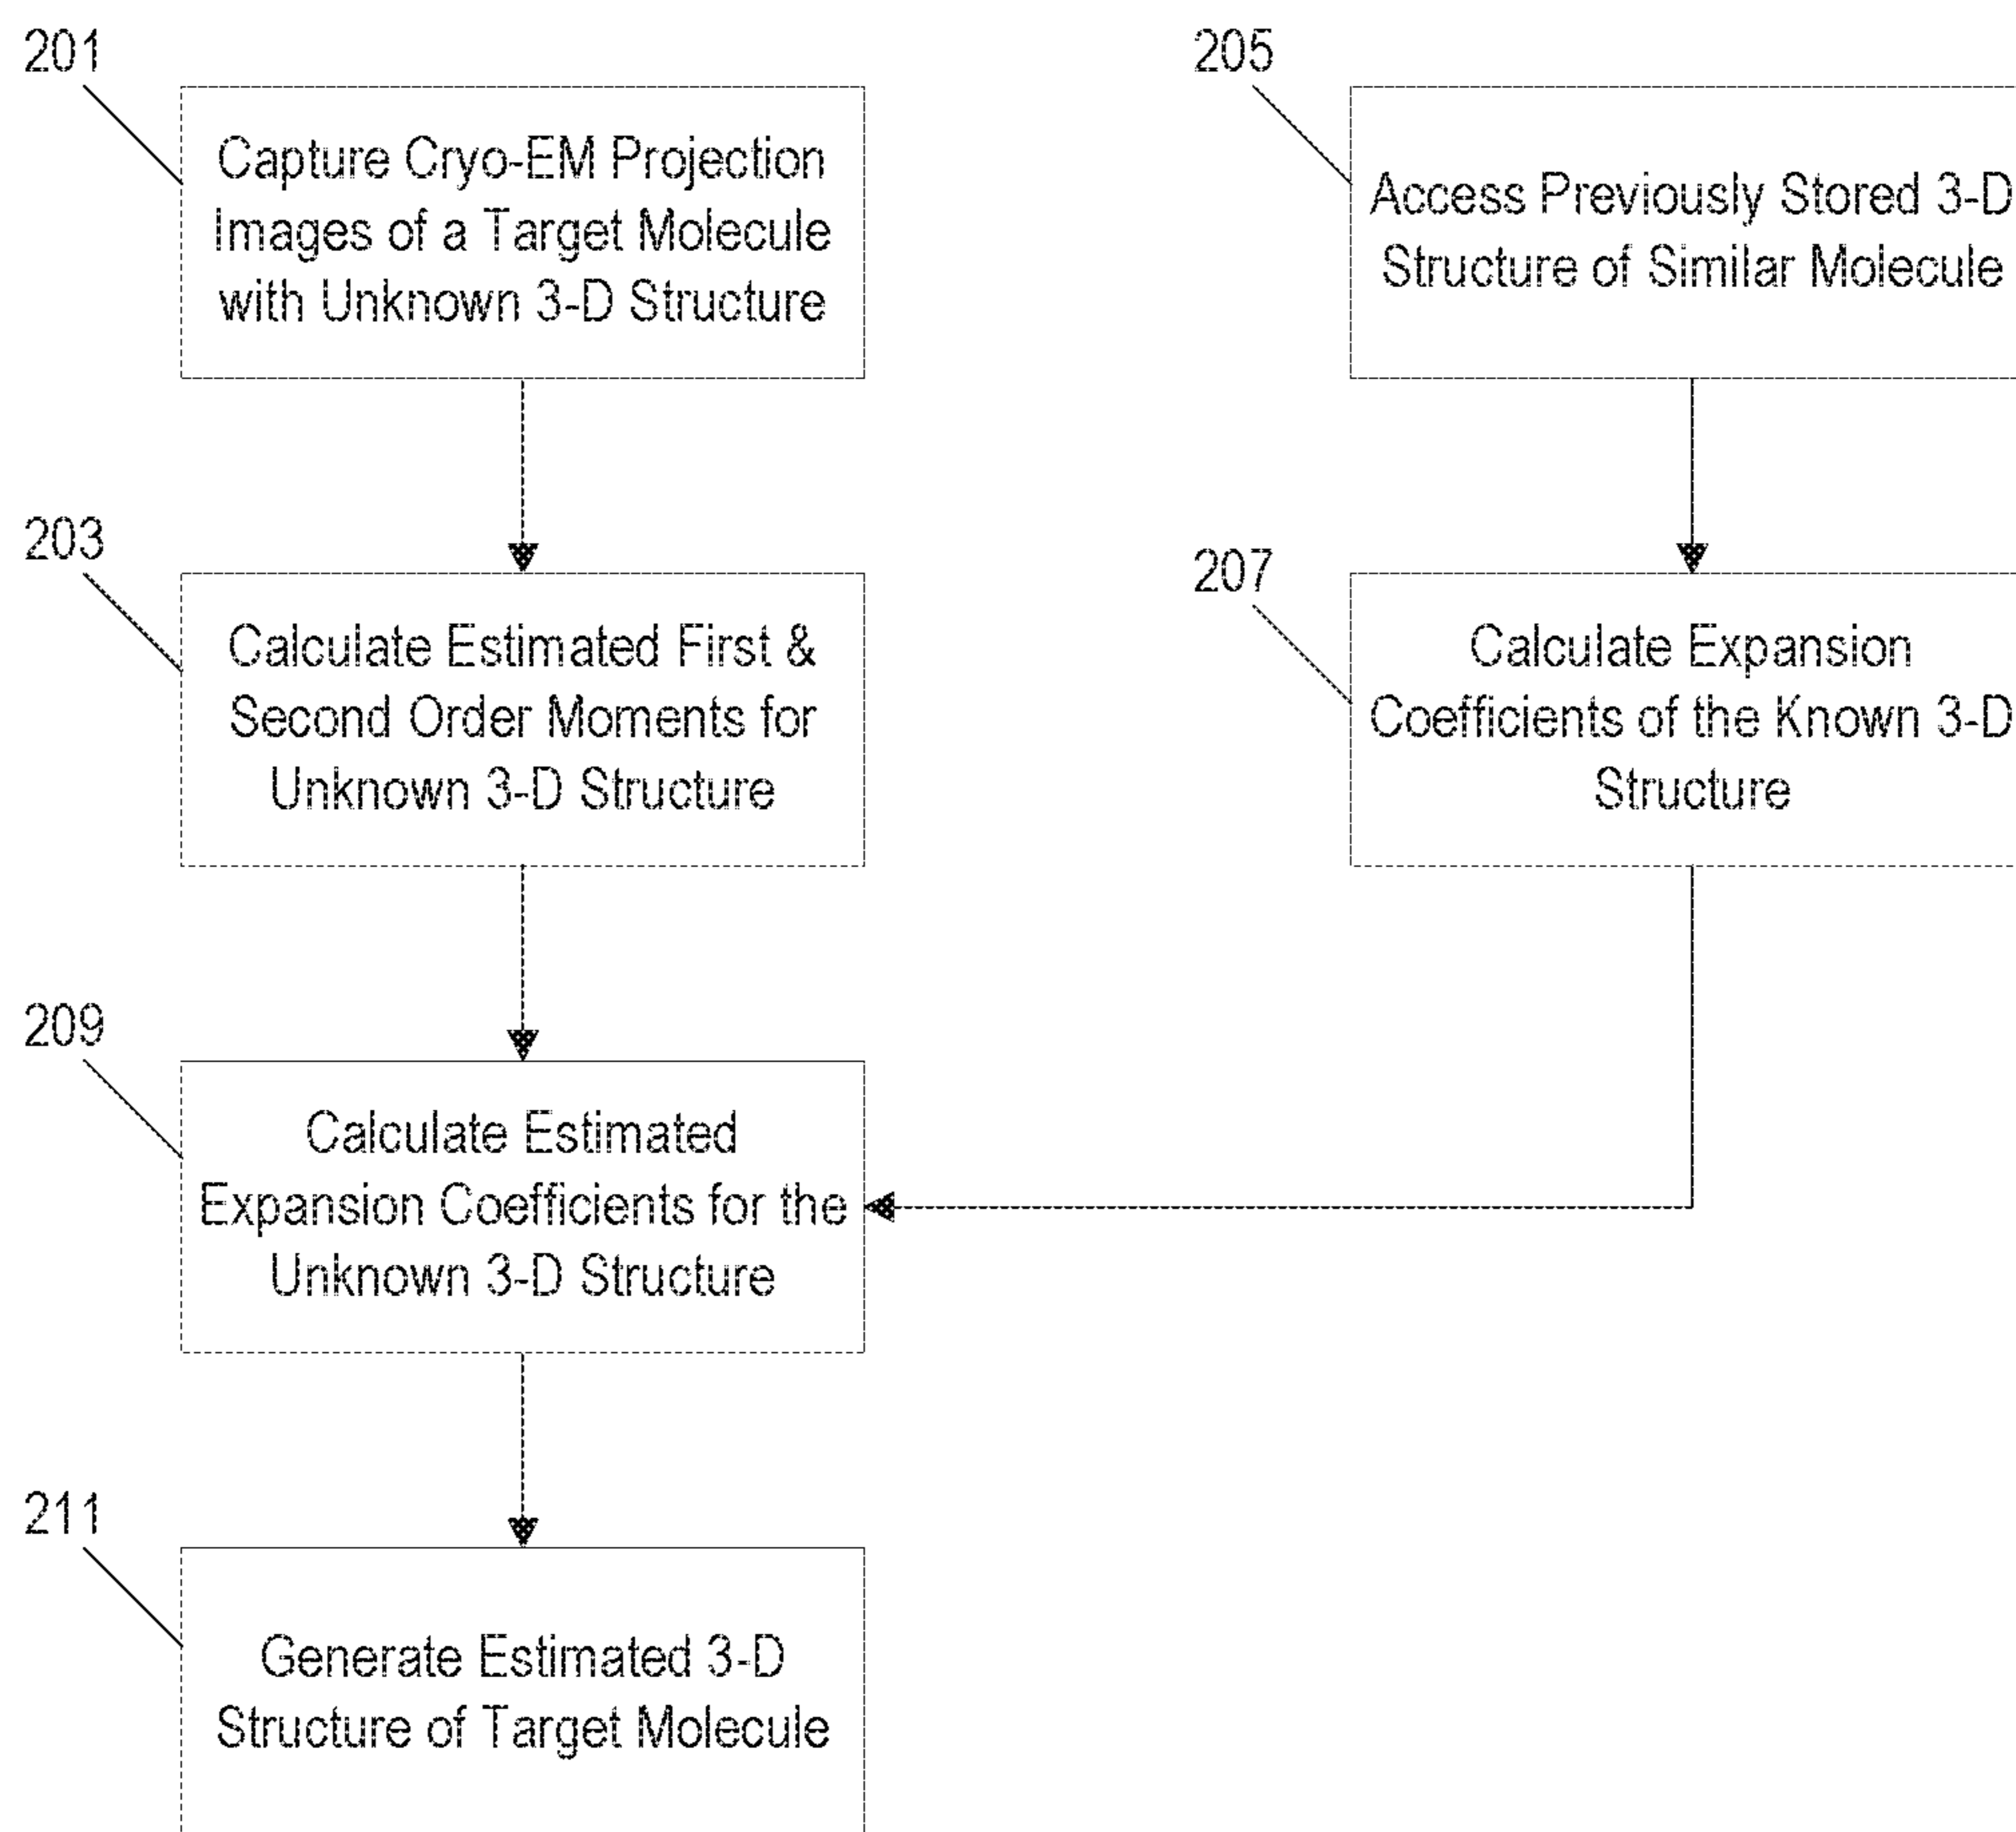 201
Capture Cryo-EM Projection
Images of a Target Molecule
with Unknown 3-D Structure
203
Calculate Estimated First &
Second Order Moments for
Unknown 3-D Structure
205
Access Previously Stored 3-D
Structure of Similar Molecule
207
Calculate Expansion
Coefficients of the Known 3-D
Structure
209
Calculate Estimated
Expansion Coefficients for the
Unknown 3-D Structure
211
Generate Estimated 3-D
Structure of Target Molecule